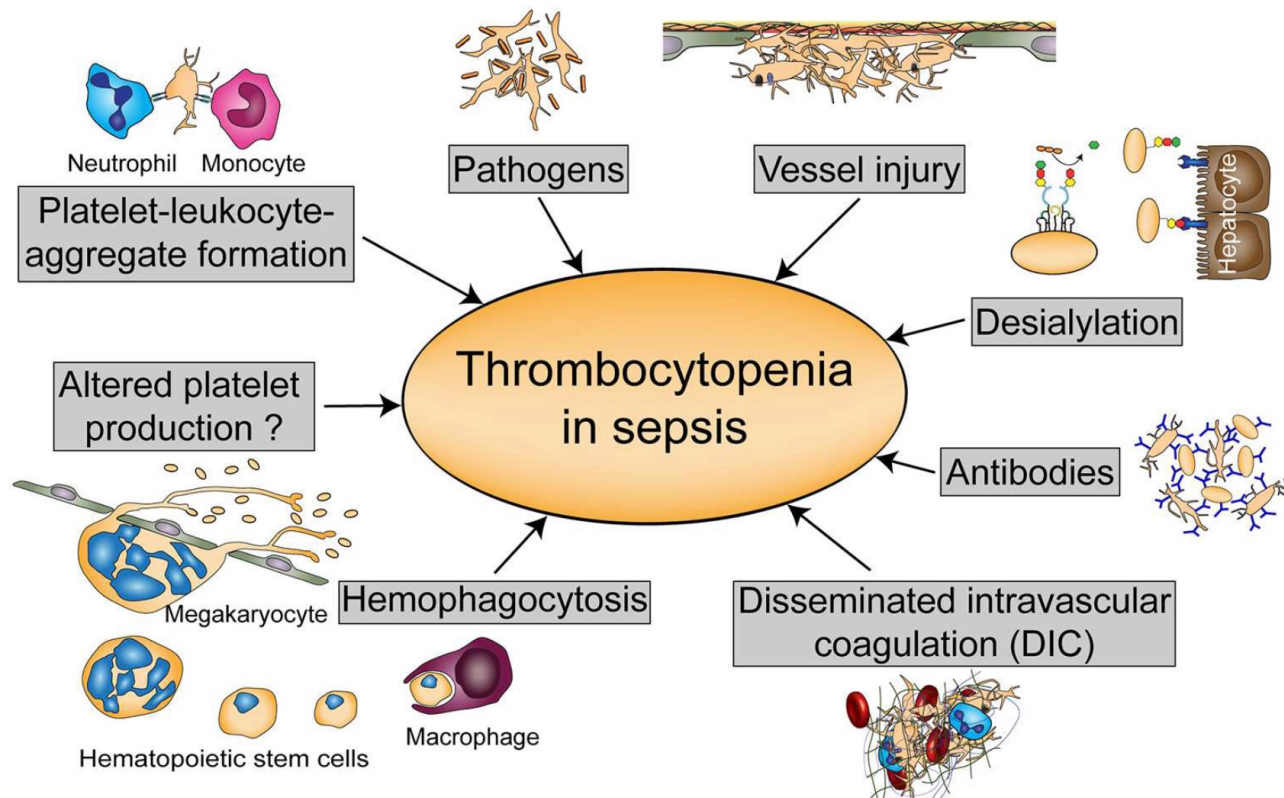 Neutrophil
Monocyte
Platelet-leukocyte-
aggregate formation
Pathogens
Vessel injury
Hepatocyte
Desialylation
Thrombocytopenia
in sepsis
Altered platelet
production ?
Antibodies
Megakaryocyte
Hemophagocytosis
Disseminated intravascular
coagulation (DIC)
Hematopoietic stem cells
Macrophage